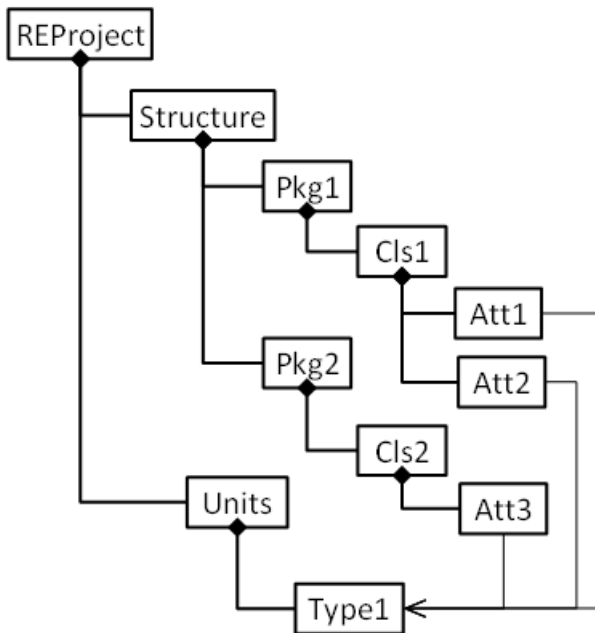 REProject
Structure
Pkg1
Cls1
Att1
Pkg2
Att2
Cls2
Units
Att3
Type1